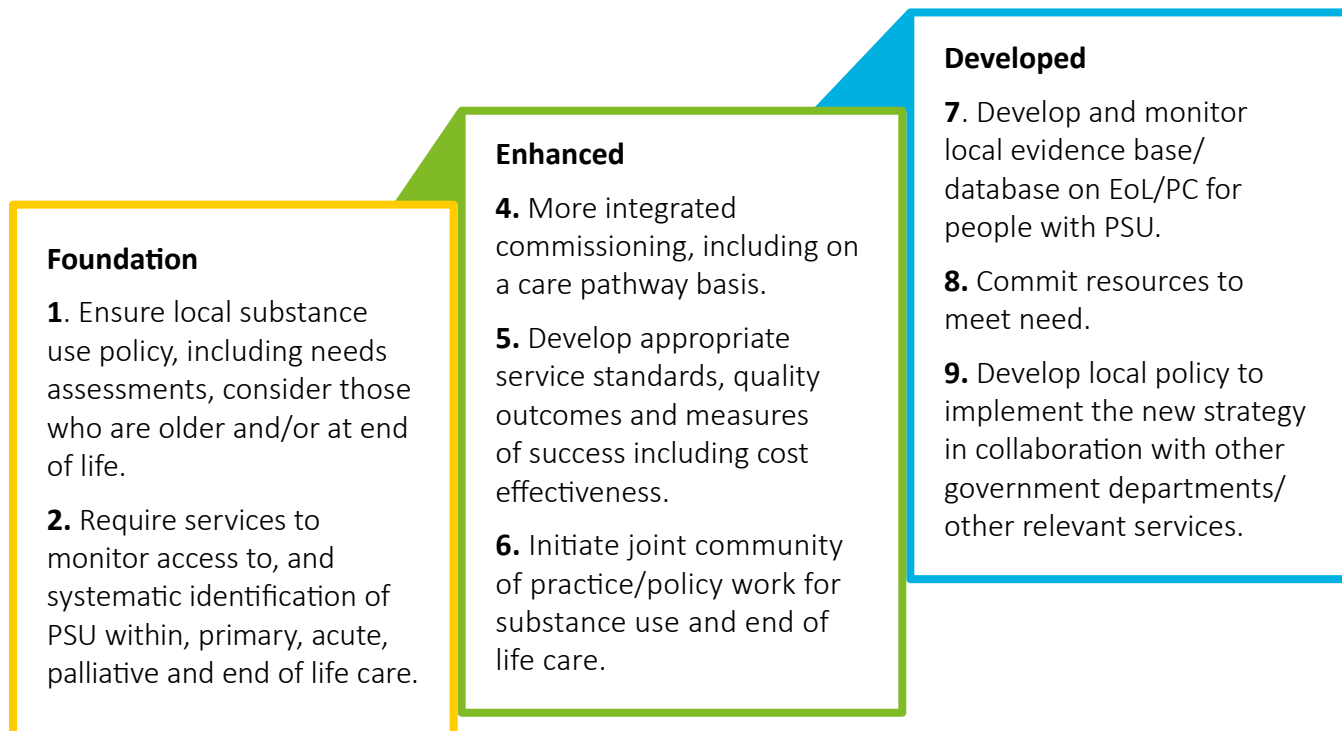 Foundation
1. Ensure local substance
use policy, including needs
assessments, consider those
who are older and/or at end
of life.
2. Require services to
monitor access to, and
systematic identification of
PSU within, primary, acute,
palliative and end of life care.
Enhanced
4. More integrated
commissioning, including on
a care pathway basis.
5. Develop appropriate
service standards, quality
outcomes and measures
of success including cost
effectiveness.
6. Initiate joint community
of practice/policy work for
substance use and end of
life care.
Developed
7. Develop and monitor
local evidence base/
database on EoL/PC for
people with PSU.
8. Commit resources to
meet need.
9. Develop local policy to
implement the new strategy
in collaboration with other
government departments/
other relevant services.